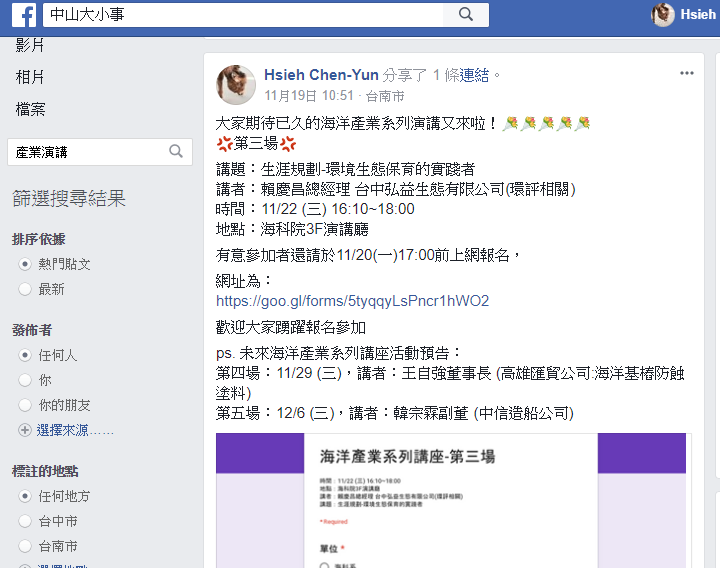 中山大小事
Hsieh
影片
相片
檔案
產業演講
篩選搜尋結果
排序依據
熱門貼文
最新
發佈者
任何人
你
你的朋友
選擇來源……
標註的地點
任何地方
台中市
台南市
Hsieh Chen-Yun 分享了 1 條連結。
11月19日 10:51 · 台南市
大家期待已久的海洋產業系列演講又來啦！
第三場
講題：生涯規劃-環境生態保育的實踐者
講者：賴慶昌總經理 台中弘益生態有限公司(環評相關)
時間：11/22 (三) 16:10~18:00
地點：海科院3F演講廳
有意參加者還請於11/20(一)17:00前上網報名，
網址為：
https://goo.gl/forms/5tyqqyLsPncr1hWO2
歡迎大家踴躍報名參加
ps. 未來海洋產業系列講座活動預告：
第四場：11/29 (三)，講者：王自強董事長 (高雄匯貿公司:海洋基樁防蝕
塗料)
第五場：12/6 (三)，講者：韓宗霖副董 (中信造船公司)
海洋產業系列講座-第三場
時間：11/22 (三) 16:10~18:00
地點：海科院3F演講廳
講者：賴慶昌總經理 台中弘益生態有限公司(環評相關)
講題：生涯規劃-環境生態保育的實踐者
*Required
單位 *